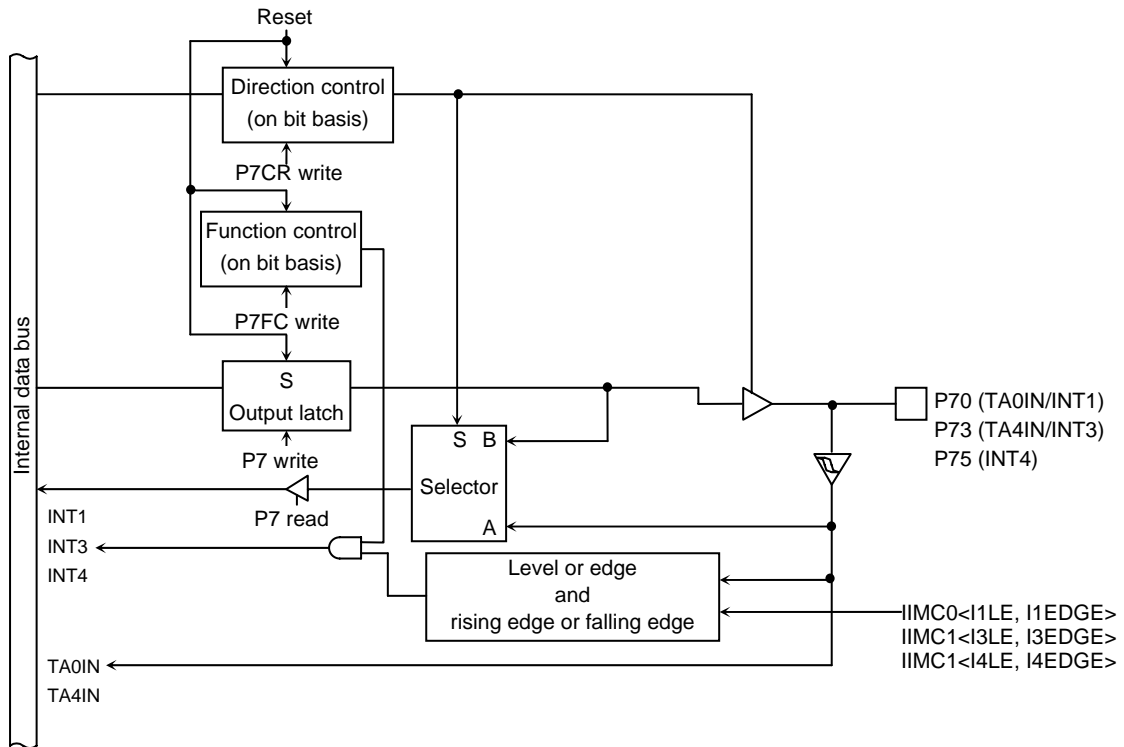 Reset
Direction control
(on bit basis)
P7CR write
Function control
(on bit basis)
P7FC write
Internal data bus
S
Output latch
P7 write
S B
Selector
A
P7 read
P70 (TA0IN/INT1)
P73 (TA4IN/INT3)
P75 (INT4)
INT1
INT3
INT4
Level or edge
and
rising edge or falling edge
IIMC0<I1LE, I1EDGE>
IIMC1<I3LE, I3EDGE>
IIMC1<I4LE, I4EDGE>
TA0IN
TA4IN